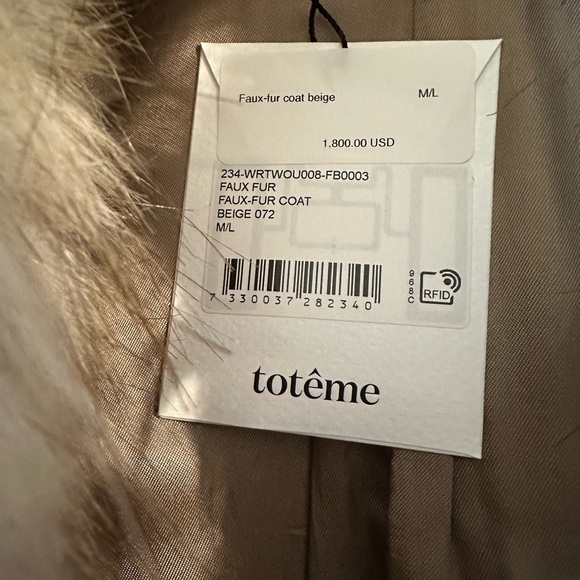 Faux-fur coat beige M/L
1.800.00 USD
234-WRTWOU008-FB0003
FAUX FUR
FAUX-FUR COAT
BEIGE 072
M/L
7 330037 282340
968C
RFID
totême